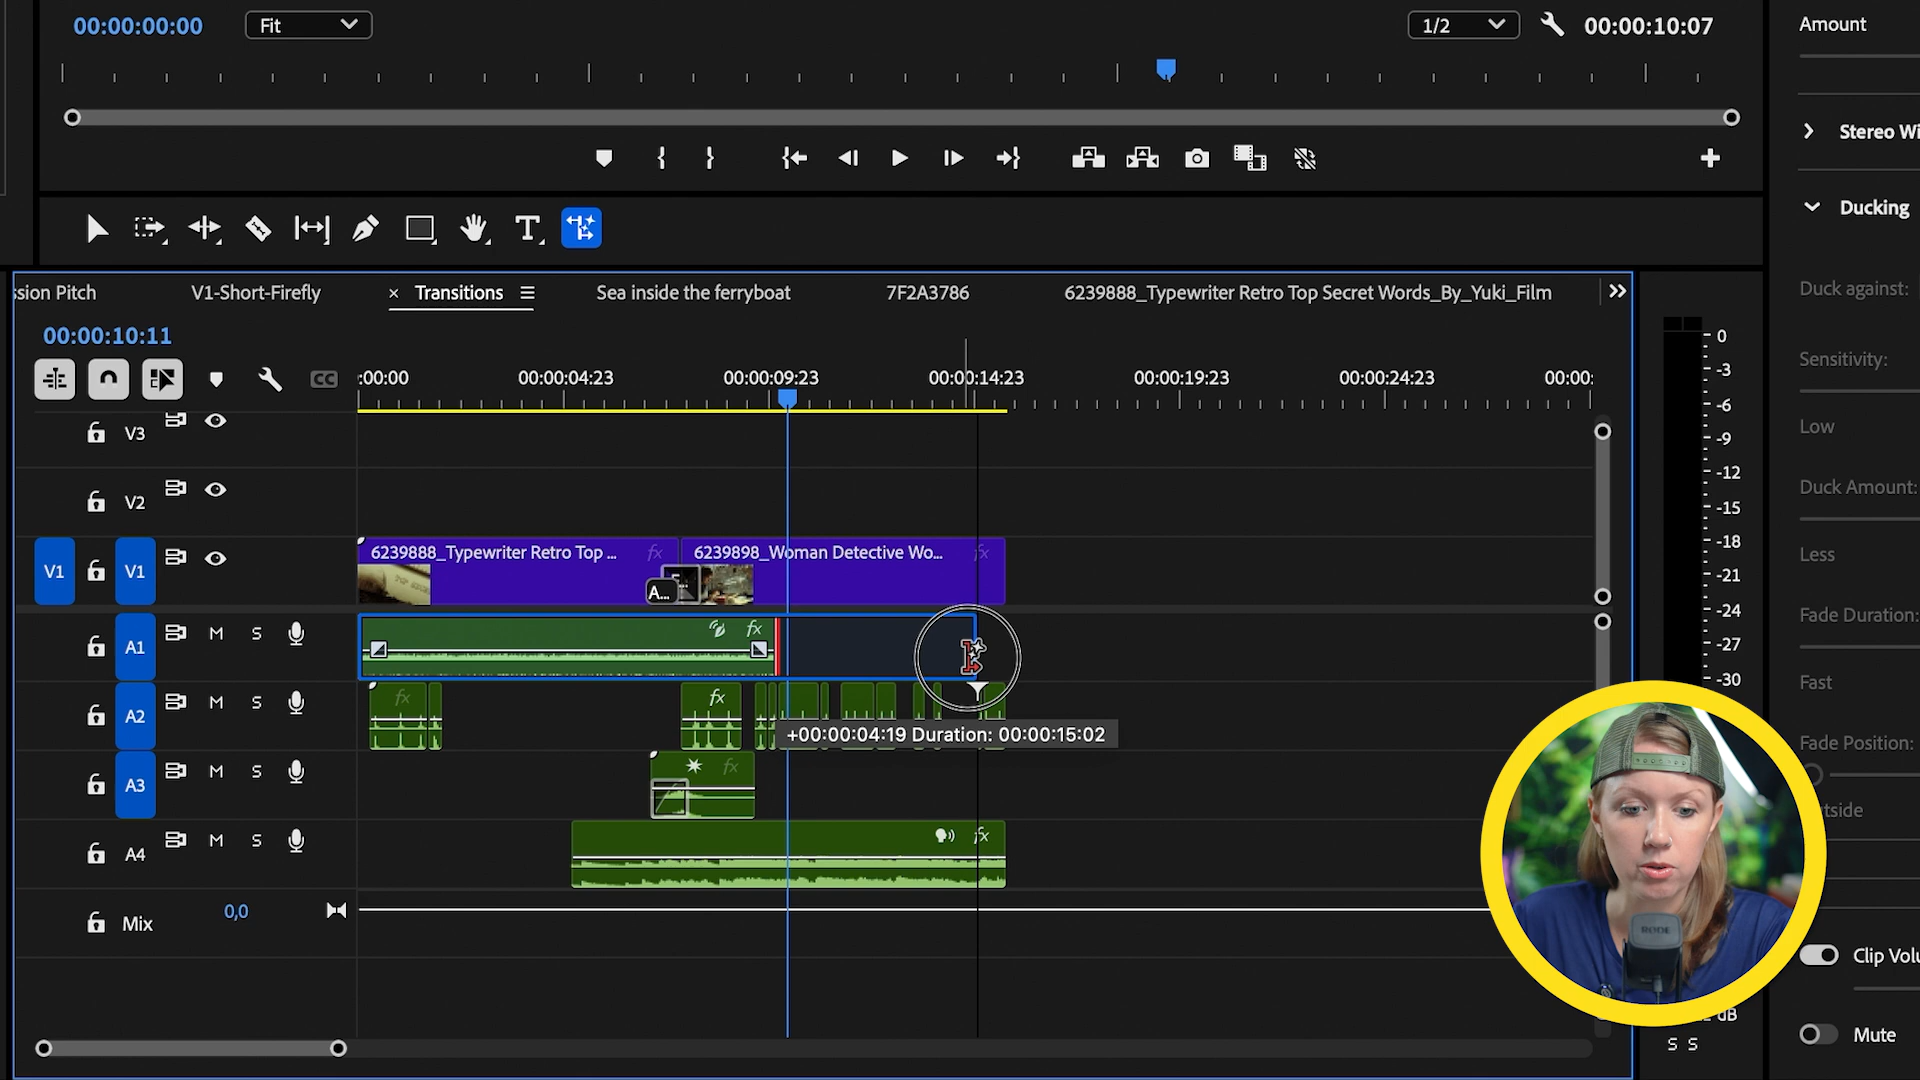 00:00:00:00
Fit
1/2
00:00:10:07
Amount
Stereo Wi
Ducking
ssion Pitch
V1-Short-Firefly
× Transitions
Sea inside the ferryboat
7F2A3786
6239888_Typewriter Retro Top Secret Words_By_Yuki_Film
Duck against:
00:00:10:11
0
Sensitivity:
CC
:00:00
00:00:04:23
00:00:09:23
00:00:14:23
00:00:19:23
00:00:24:23
00:00:
-3
-6
Low
V3
-9
-12
Duck Amount:
V2
-15
-18
Less
V1
V1
6239888_Typewriter Retro Top ...
fx
6239898_Woman Detective Wo...
fx
A...
-21
-24
Fade Duration:
A1
M
S
fx
-27
-30
Fast
A2
M
S
fx
fx
+00:00:04:19 Duration: 00:00:15:02
Fade Position:
A3
M
S
fx
A4
M
S
fx
Mix
0,0
RODE
Clip Volu
dB
S S
Mute